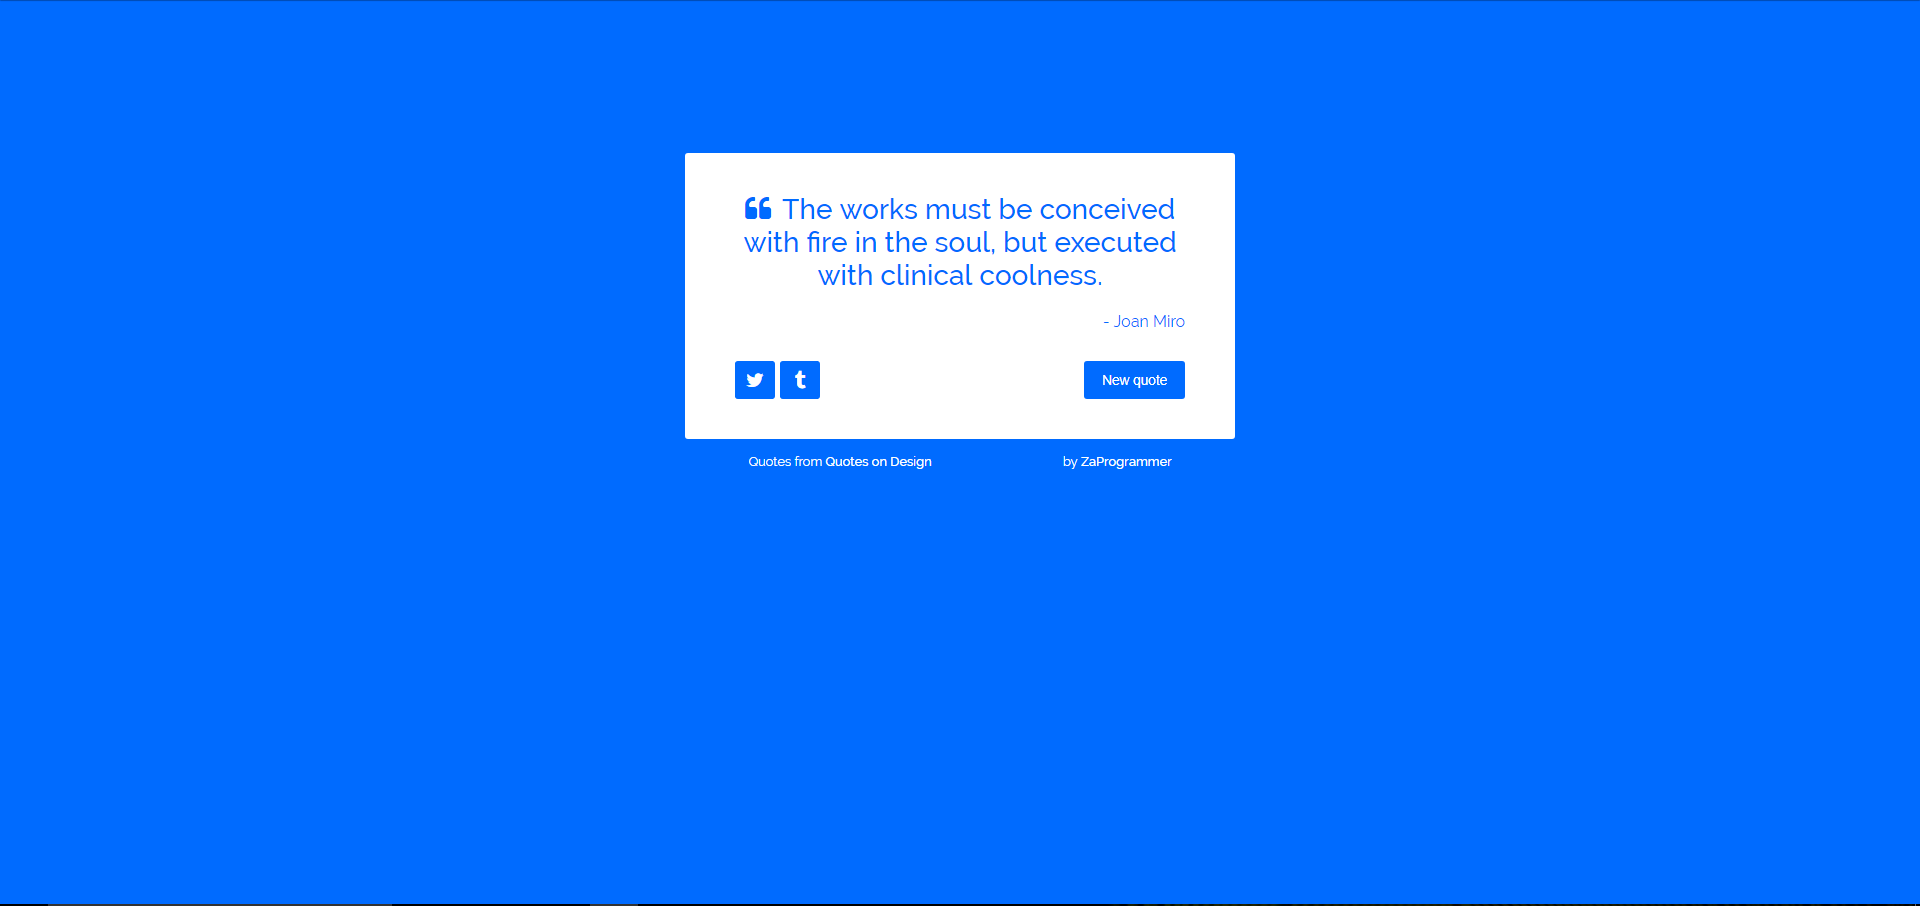 The works must be conceived
with fire in the soul, but executed
with clinical coolness.
- Joan Miro
New quote
Quotes from Quotes on Design
by ZaProgrammer